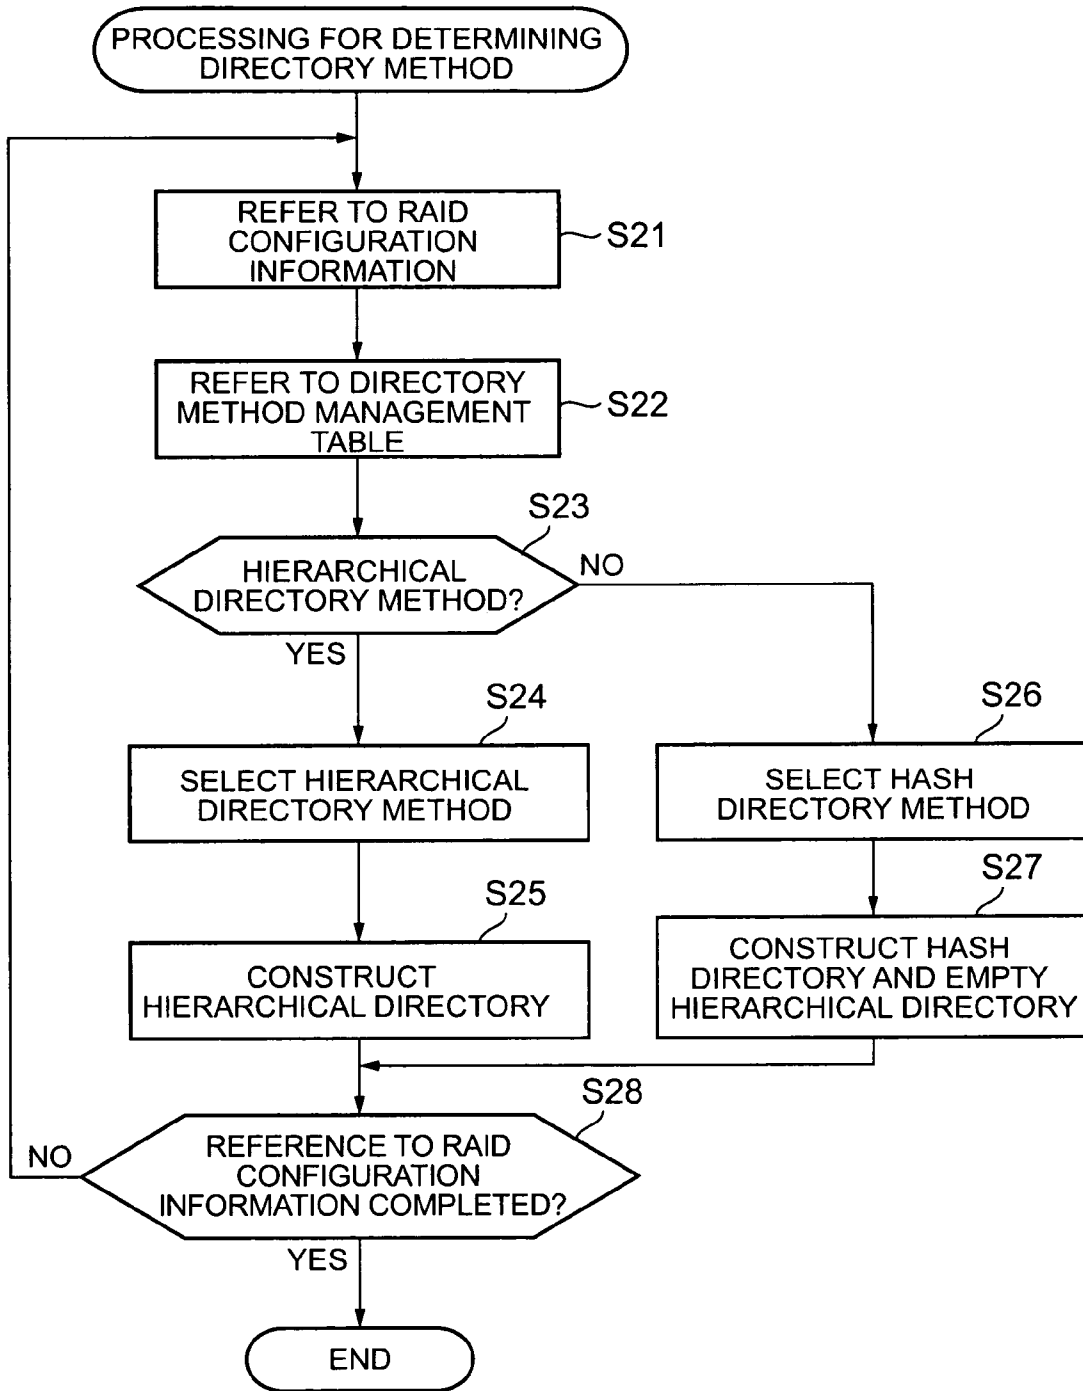 PROCESSING FOR DETERMINING
DIRECTORY METHOD
REFER TO RAID
CONFIGURATION
INFORMATION
S21
REFER TO DIRECTORY
METHOD MANAGEMENT
TABLE
S22
S23
HIERARCHICAL
DIRECTORY METHOD?
NO
YES
S24
SELECT HIERARCHICAL
DIRECTORY METHOD
S26
SELECT HASH
DIRECTORY METHOD
S25
CONSTRUCT
HIERARCHICAL DIRECTORY
S27
CONSTRUCT HASH
DIRECTORY AND EMPTY
HIERARCHICAL DIRECTORY
S28
REFERENCE TO RAID
CONFIGURATION
INFORMATION COMPLETED?
NO
YES
END